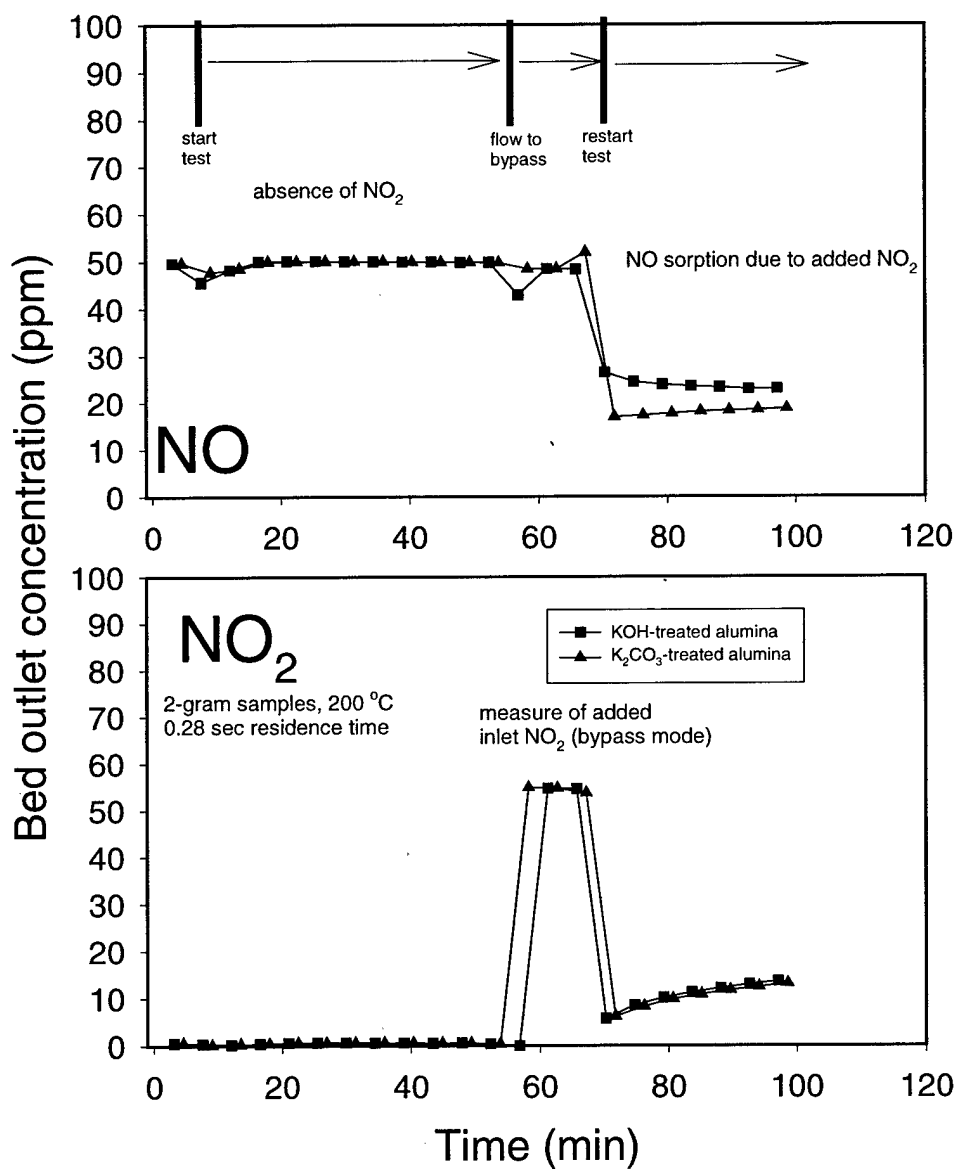 Bed outlet concentration (ppm)
100
90
80
70
60
50
40
30
20
10
0
start
test
flow to
bypass
restart
test
absence of NO₂
NO sorption due to added NO₂
NO
0
20
40
60
80
100
120
100
90
80
70
60
50
40
30
20
10
0
NO₂
2-gram samples, 200 °C
0.28 sec residence time
KOH-treated alumina
K₂CO₃-treated alumina
measure of added
inlet NO₂ (bypass mode)
0
20
40
60
80
100
120
Time (min)